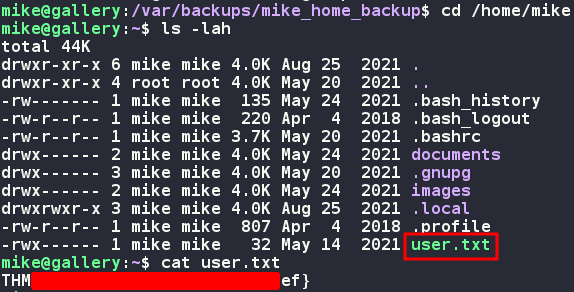 mike@gallery:/var/backups/mike_home_backup$ cd /home/mike
mike@gallery:~$ ls -lah
total 44K
drwxr-xr-x 6 mike mike 4.0K Aug 25  2021 .
drwxr-xr-x 4 root root 4.0K May 20  2021 ..
-rw------- 1 mike mike  135 May 24  2021 .bash_history
-rw-r--r-- 1 mike mike  220 Apr  4  2018 .bash_logout
-rw-r--r-- 1 mike mike 3.7K May 20  2021 .bashrc
drwx------ 2 mike mike 4.0K May 24  2021 documents
drwx------ 3 mike mike 4.0K May 20  2021 .gnupg
drwx------ 2 mike mike 4.0K May 24  2021 images
drwxrwxr-x 3 mike mike 4.0K Aug 25  2021 .local
-rw-r--r-- 1 mike mike  807 Apr  4  2018 .profile
-rwx------ 1 mike mike   32 May 14  2021 user.txt
mike@gallery:~$ cat user.txt
THM ef}